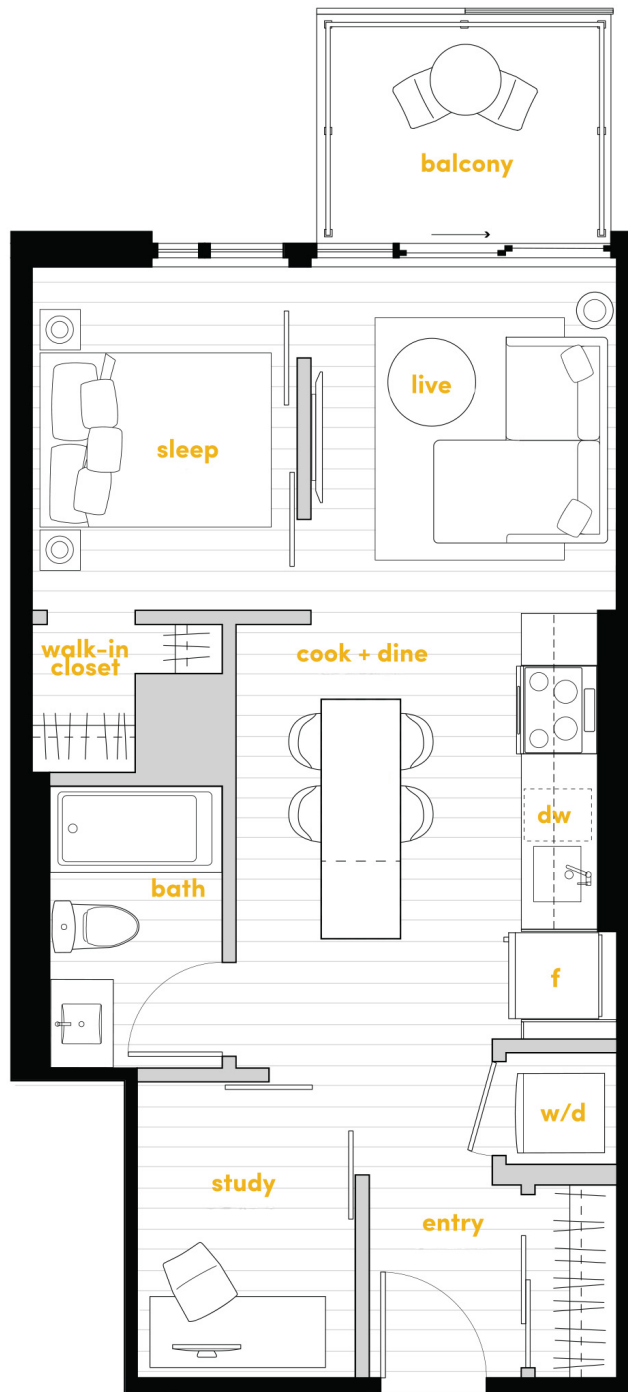 balcony
live
sleep
walk-in
closet
cook + dine
dw
bath
f
w/d
study
entry